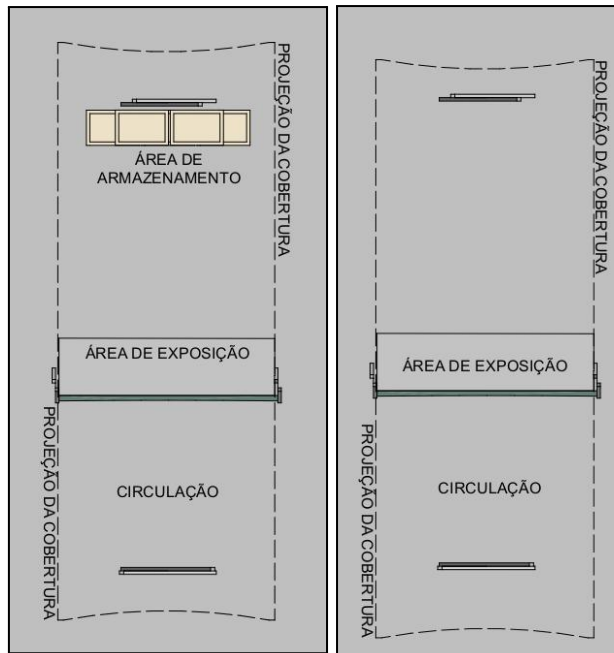 PROJEÇÃO DA COBERTURA
ÁREA DE
ARMAZENAMENTO
ÁREA DE EXPOSIÇÃO
PROJEÇÃO DA COBERTURA
CIRCULAÇÃO
PROJEÇÃO DA COBERTURA
ÁREA DE EXPOSIÇÃO
PROJEÇÃO DA COBERTURA
CIRCULAÇÃO